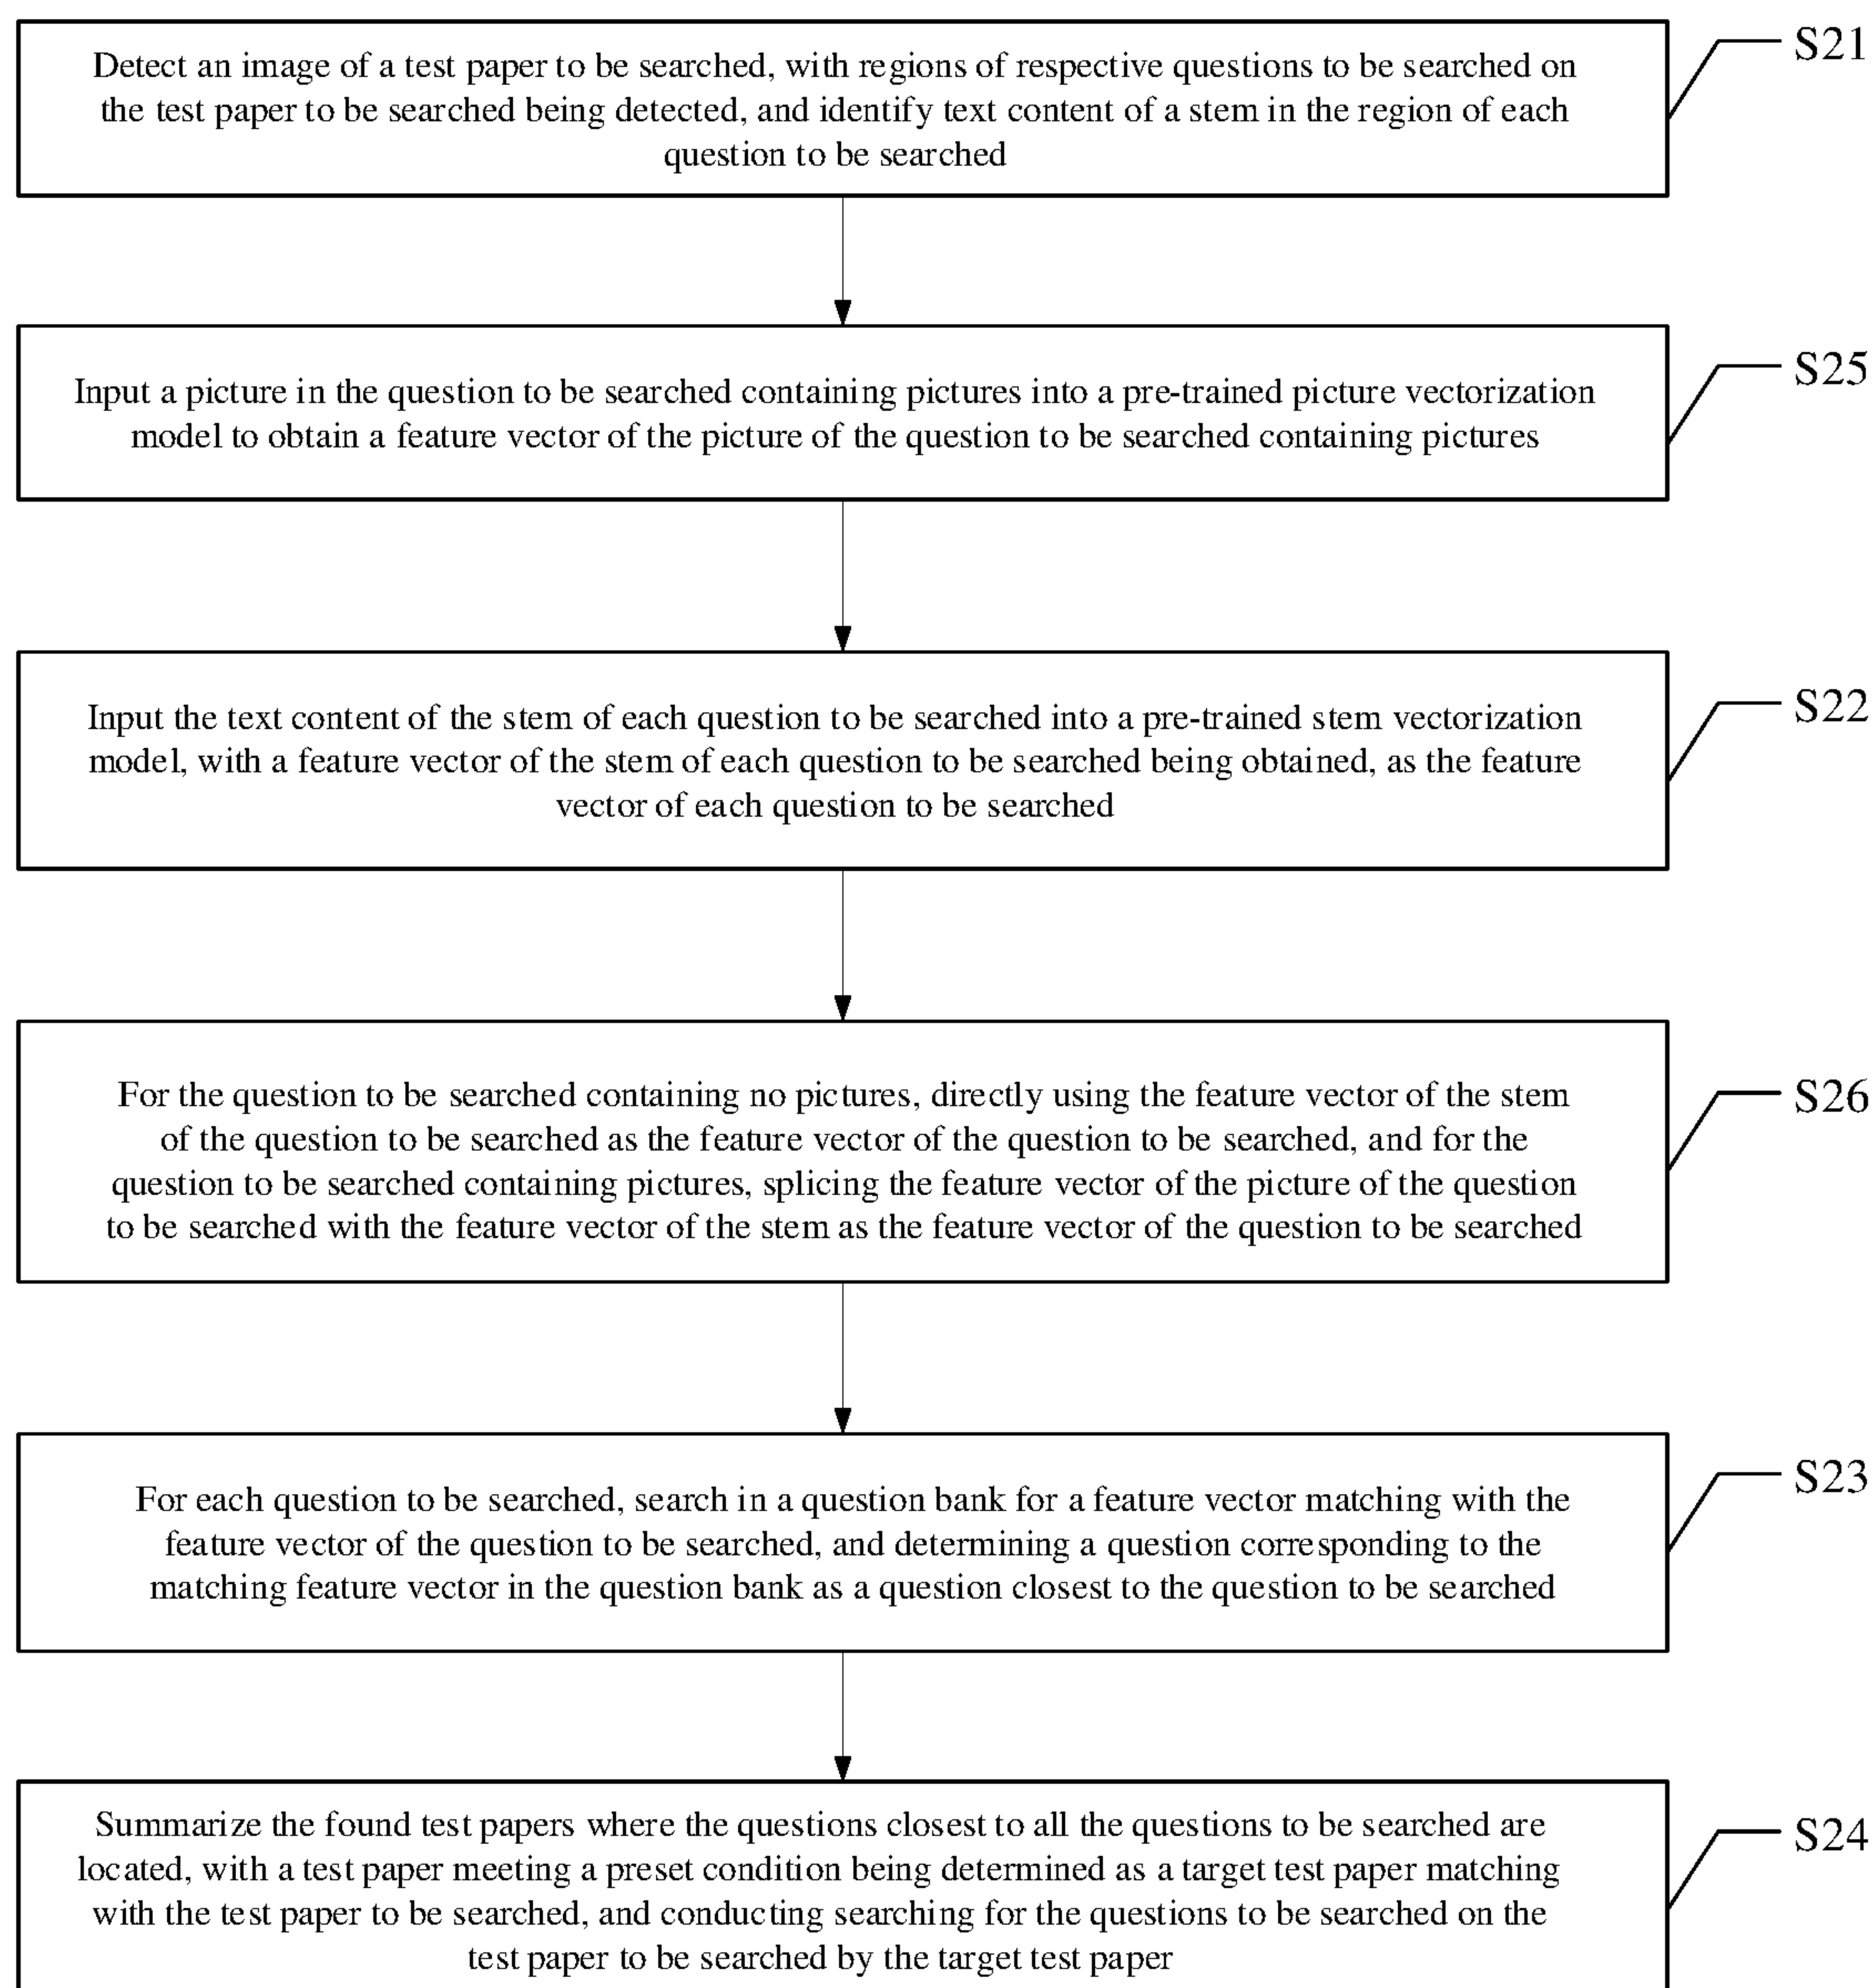 Detect an image of a test paper to be searched, with regions of respective questions to be searched on
the test paper to be searched being detected, and identify text content of a stem in the region of each
question to be searched
S21
Input a picture in the question to be searched containing pictures into a pre-trained picture vectorization
model to obtain a feature vector of the picture of the question to be searched containing pictures
S25
Input the text content of the stem of each question to be searched into a pre-trained stem vectorization
model, with a feature vector of the stem of each question to be searched being obtained, as the feature
vector of each question to be searched
S22
For the question to be searched containing no pictures, directly using the feature vector of the stem
of the question to be searched as the feature vector of the question to be searched, and for the
question to be searched containing pictures, splicing the feature vector of the picture of the question
to be searched with the feature vector of the stem as the feature vector of the question to be searched
S26
For each question to be searched, search in a question bank for a feature vector matching with the
feature vector of the question to be searched, and determining a question corresponding to the
matching feature vector in the question bank as a question closest to the question to be searched
S23
Summarize the found test papers where the questions closest to all the questions to be searched are
located, with a test paper meeting a preset condition being determined as a target test paper matching
with the test paper to be searched, and conducting searching for the questions to be searched on the
test paper to be searched by the target test paper
S24